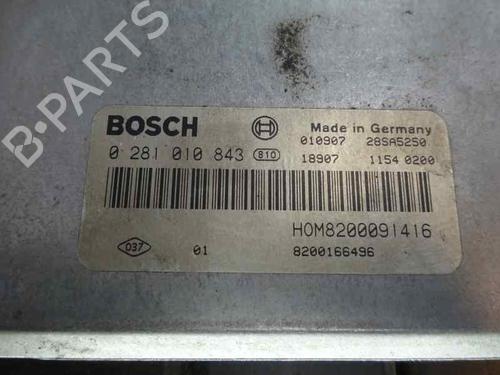 B-PARTS
BOSCH
Made in Germany
0 281 010 843 810
010907 28SA5250
18907 1154 0200
HOM8200091416
037 01 8200166496